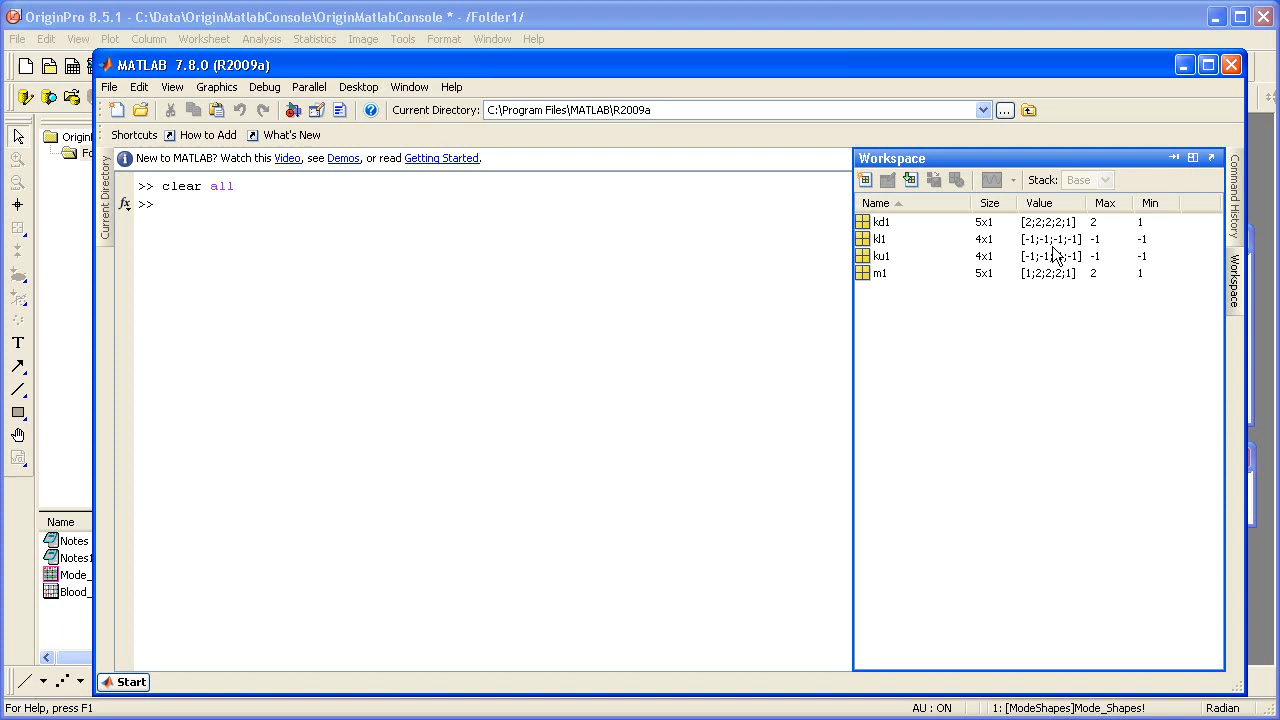 OriginPro 8.5.1 - C:\Data\OriginMatlabConsole\OriginMatlabConsole * - /Folder1/
File Edit View Plot Column Worksheet Analysis Statistics Image Tools Format Window Help
MATLAB 7.8.0 (R2009a)
File Edit View Graphics Debug Parallel Desktop Window Help
Current Directory: C:\Program Files\MATLAB\R2009a
Shortcuts How to Add What's New
Current Directory
New to MATLAB? Watch this Video, see Demos, or read Getting Started.
>> clear all
fx >>
Workspace
Stack: Base
Name Size Value Max Min
kd1 5x1 [2;2;2;2;1] 2 1
kl1 4x1 [-1;-1;-1;-1] -1 -1
ku1 4x1 -1 -1
m1 5x1 [1;2;2;2;1] 2 1
Command History
Workspace
Name
Notes
Notes1
Mode_
Blood_
Start
For Help, press F1
AU : ON
1: [ModeShapes]Mode_Shapes!
Radian